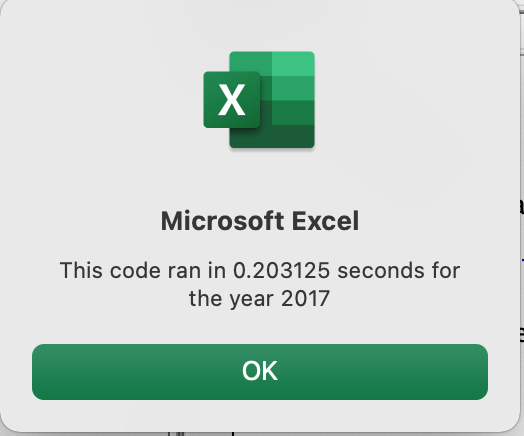 X
Microsoft Excel
This code ran in 0.203125 seconds for
the year 2017
OK